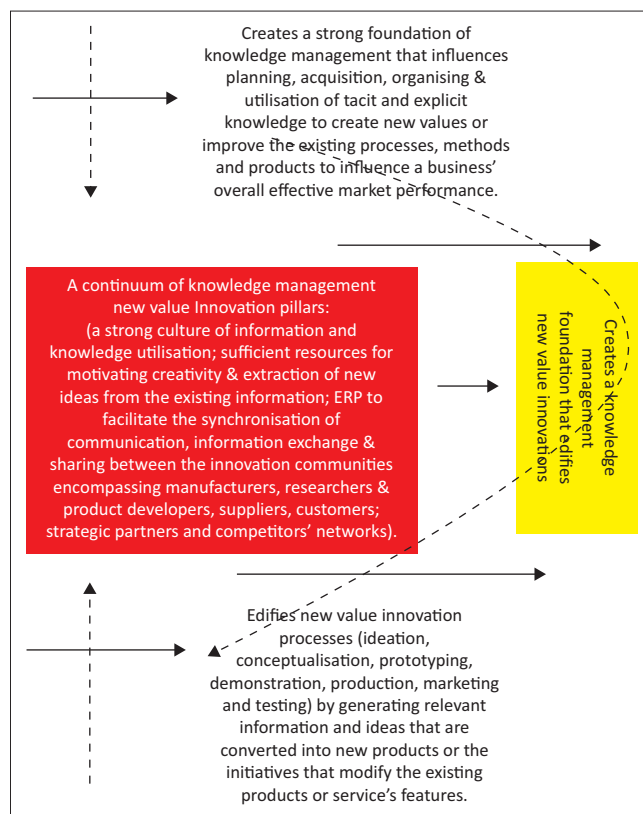 Creates a strong foundation of
knowledge management that influences
planning, acquisition, organising &
utilisation of tacit and explicit
knowledge to create new values or
improve the existing processes, methods
and products to influence a business’
overall effective market performance.
A continuum of knowledge management
new value Innovation pillars:
(a strong culture of information and
knowledge utilisation; sufficient resources for
motivating creativity & extraction of new
ideas from the existing information; ERP to
facilitate the synchronisation of
communication, information exchange &
sharing between the innovation communities
encompassing manufacturers, researchers &
product developers, suppliers, customers;
strategic partners and competitors’ networks).
Creates a knowledge
management
foundation that edifies
new value innovations
Edifies new value innovation
processes (ideation,
conceptualisation, prototyping,
demonstration, production, marketing
and testing) by generating relevant
information and ideas that are
converted into new products or the
initiatives that modify the existing
products or service’s features.